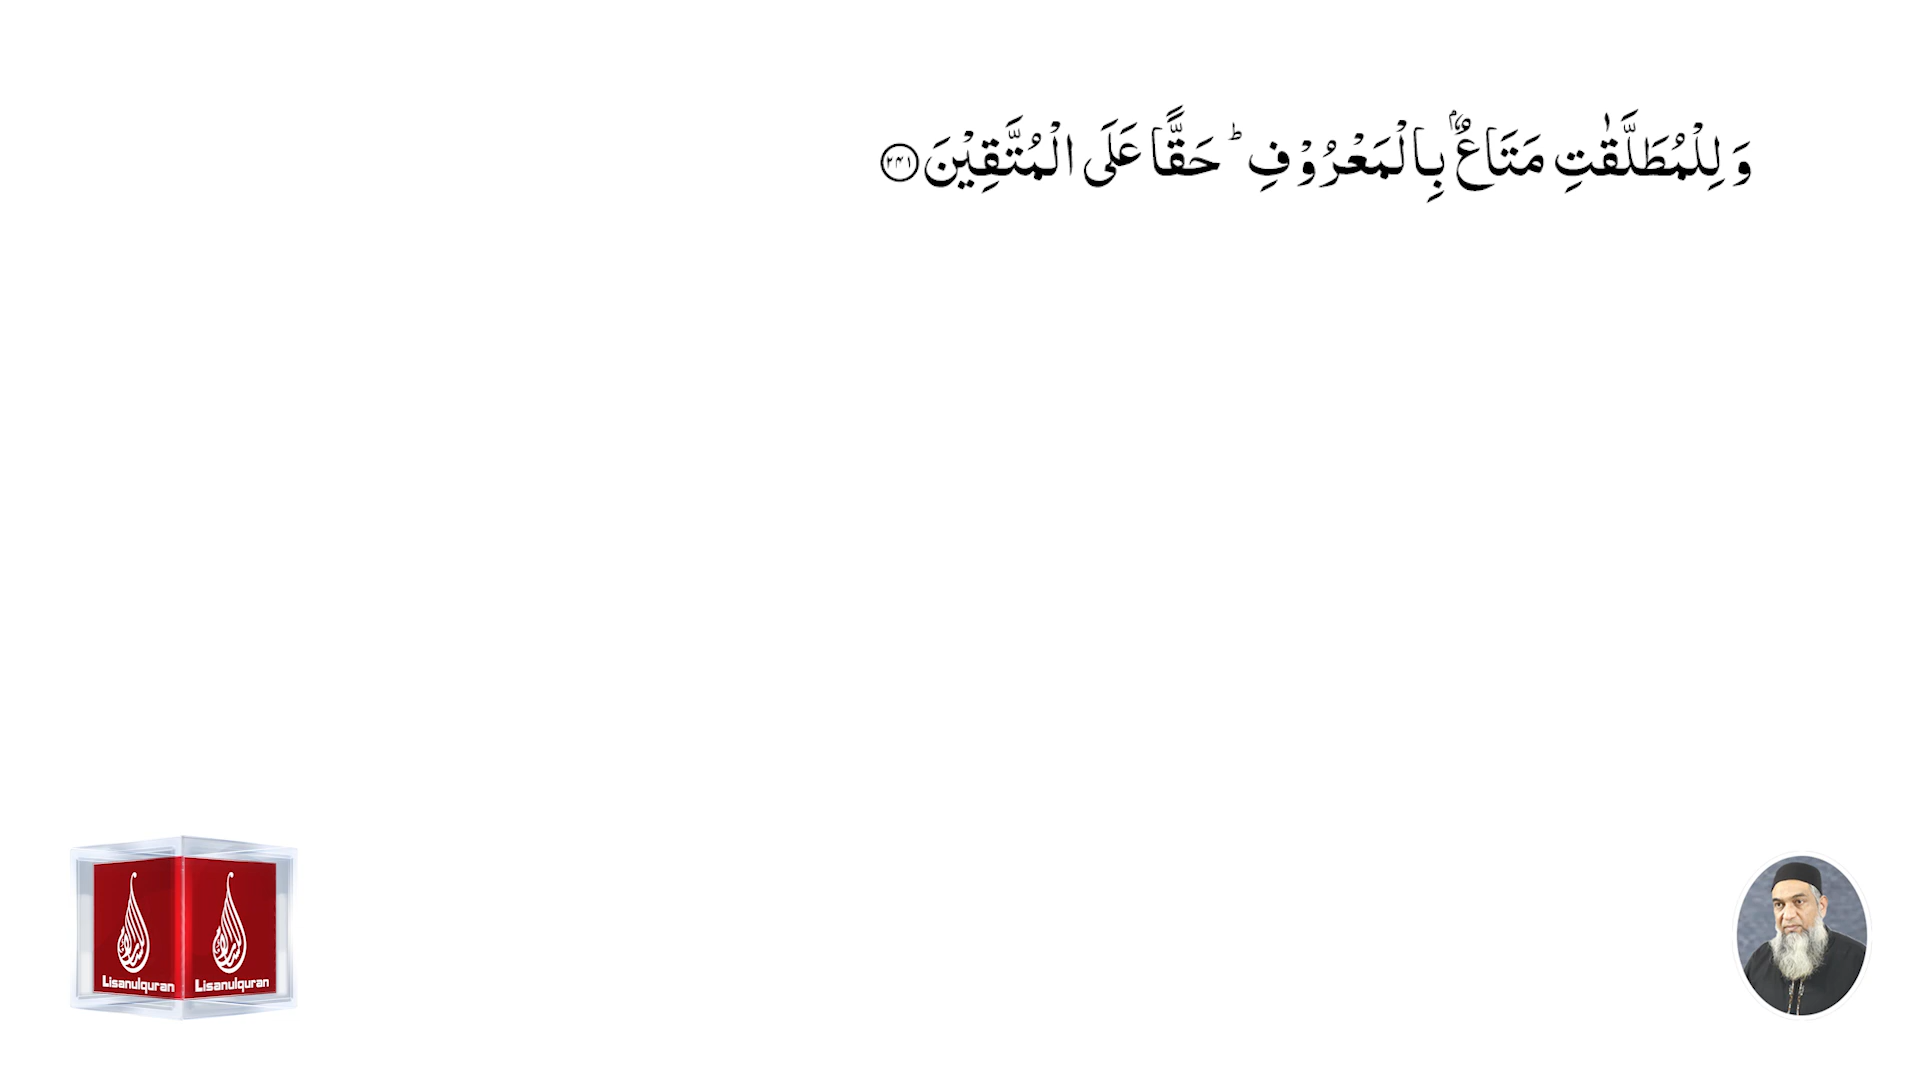 وَ لِلْمُطَلَّقٰتِ مَتَاعٌۢ بِالْمَعْرُوْفِ ؕ حَقًّا عَلَی الْمُتَّقِیْنَ ﴿۲۴۱﴾
Lisanulquran Lisanulquran